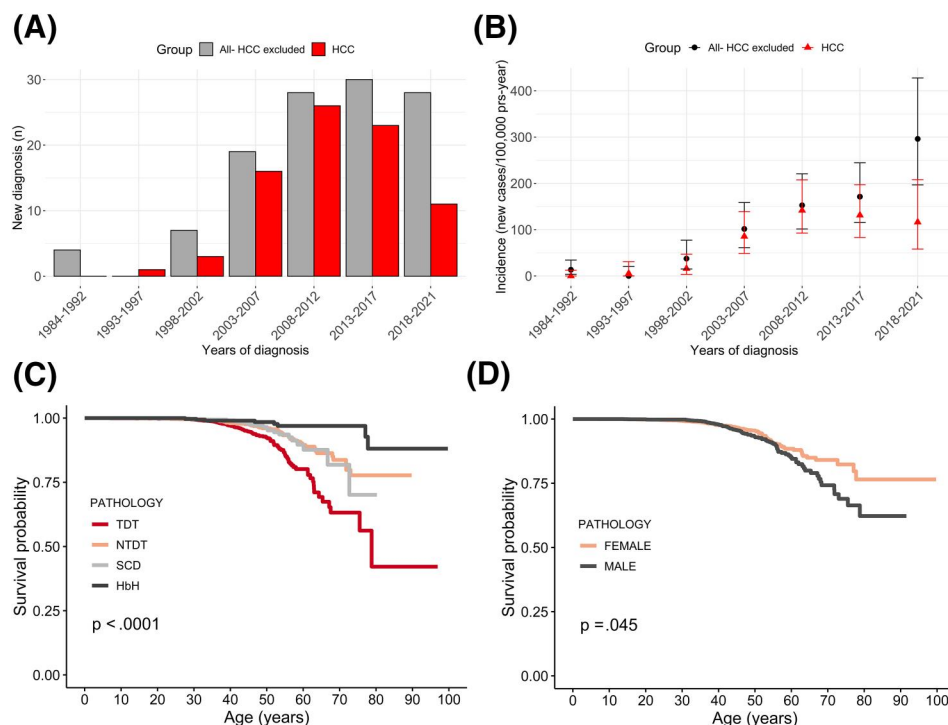 (A)
Group All- HCC excluded HCC
New diagnosis (n)
30
20
10
0
1984-1992
1993-1997
1998-2002
2003-2007
2008-2012
2013-2017
2018-2021
Years of diagnosis
(B)
Group All- HCC excluded HCC
Incidence (new cases/100,000 prs-year)
400
300
200
100
0
1984-1992
1993-1997
1998-2002
2003-2007
2008-2012
2013-2017
2018-2021
Years of diagnosis
(C)
Survival probability
1.00
0.75
0.50
0.25
0.00
PATHOLOGY
TDT
NTDT
SCD
HbH
p <.0001
0 10 20 30 40 50 60 70 80 90 100
Age (years)
(D)
Survival probability
1.00
0.75
0.50
0.25
0.00
PATHOLOGY
FEMALE
MALE
p =.045
0 10 20 30 40 50 60 70 80 90 100
Age (years)